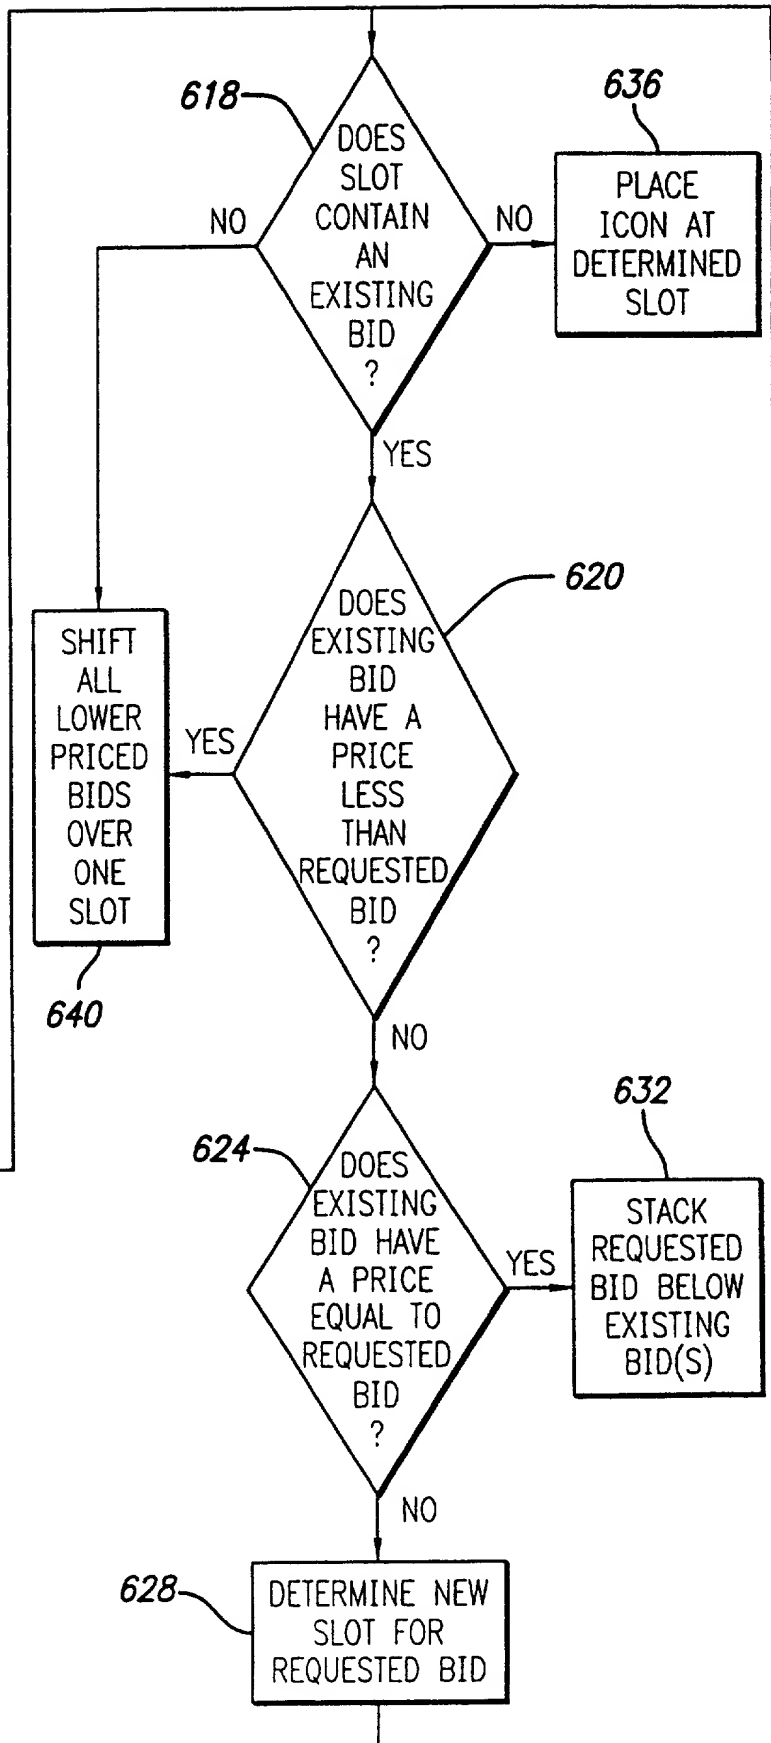 618
DOES
SLOT
CONTAIN
AN
EXISTING
BID
?
NO
NO
636
PLACE
ICON AT
DETERMINED
SLOT
YES
620
DOES
EXISTING
BID
HAVE A
PRICE
LESS
THAN
REQUESTED
BID
?
YES
SHIFT
ALL
LOWER
PRICED
BIDS
OVER
ONE
SLOT
640
NO
624
DOES
EXISTING
BID HAVE
A PRICE
EQUAL TO
REQUESTED
BID
?
YES
632
STACK
REQUESTED
BID BELOW
EXISTING
BID(S)
NO
628
DETERMINE NEW
SLOT FOR
REQUESTED BID